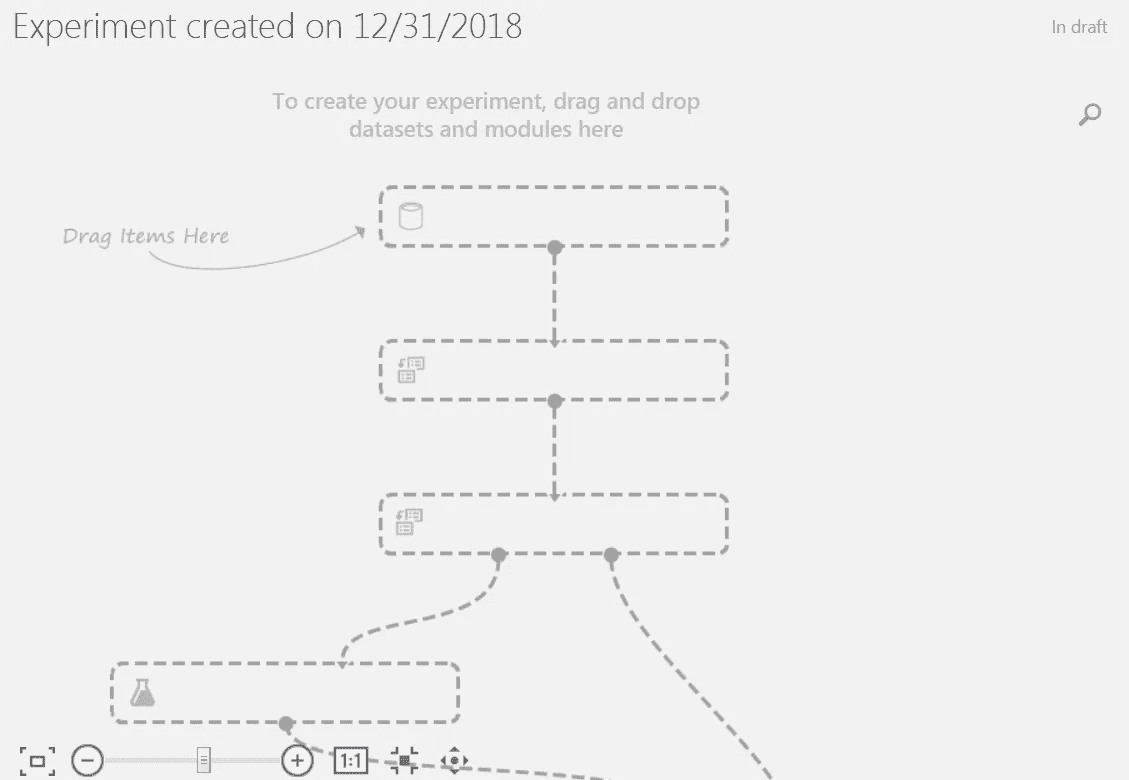 Experiment created on 12/31/2018
In draft
To create your experiment, drag and drop
datasets and modules here
Drag Items Here
1:1